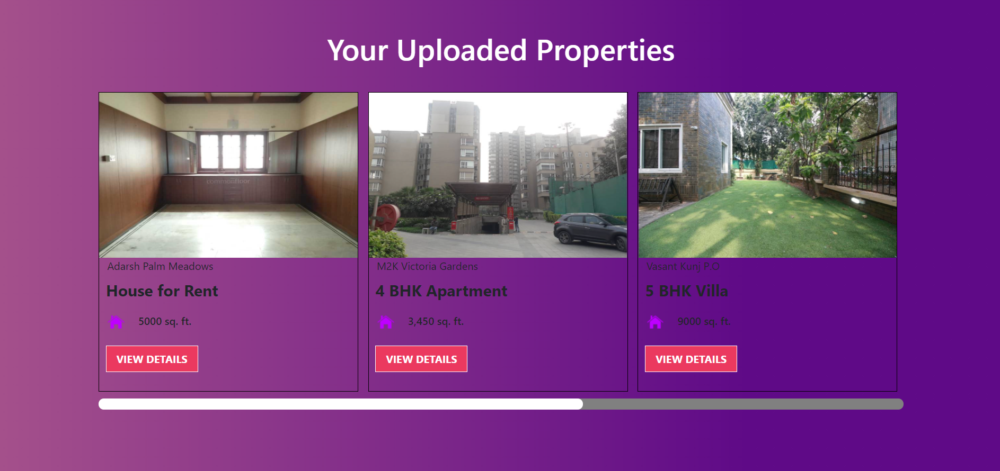 Your Uploaded Properties
commonfloor
Adarsh Palm Meadows
House for Rent
5000 sq. ft.
VIEW DETAILS
M2K Victoria Gardens
4 BHK Apartment
3,450 sq. ft.
VIEW DETAILS
Vasant Kunj P.O
5 BHK Villa
9000 sq. ft.
VIEW DETAILS